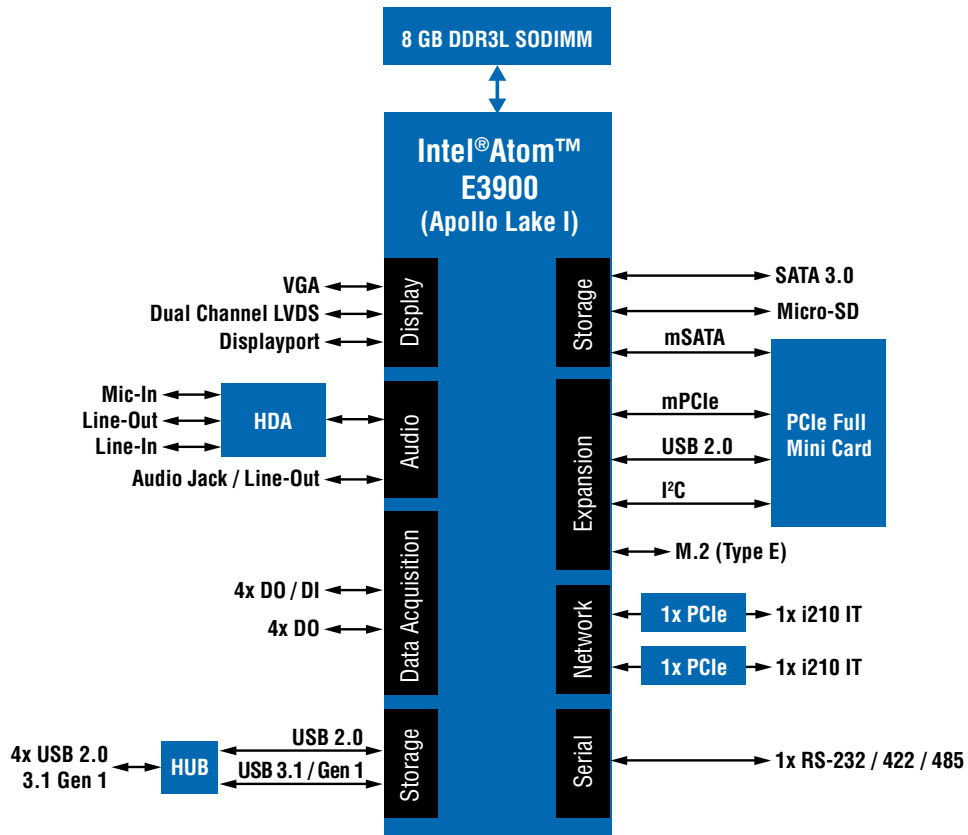 8 GB DDR3L SODIMM
Intel®Atom™
E3900
(Apollo Lake I)
VGA
Dual Channel LVDS
Displayport
Display
Mic-In
Line-Out
Line-In
HDA
Audio Jack / Line-Out
Audio
4x DO / DI
4x DO
Data Acquisition
4x USB 2.0
3.1 Gen 1
HUB
USB 2.0
USB 3.1 / Gen 1
Storage
Storage
SATA 3.0
Micro-SD
mSATA
Expansion
mPCIe
USB 2.0
I²C
PCIe Full
Mini Card
M.2 (Type E)
Network
1x PCIe
1x i210 IT
1x PCIe
1x i210 IT
Serial
1x RS-232 / 422 / 485